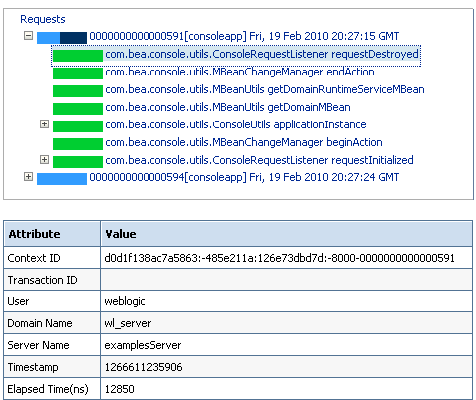 Requests
0000000000000591[consoleapp] Fri, 19 Feb 2010 20:27:15 GMT
com.bea.console.utils.ConsoleRequestListener requestDestroyed
com.bea.console.utils.MBeanChangeManager endAction
com.bea.console.utils.MBeanUtils getDomainRuntimeServiceMBean
com.bea.console.utils.MBeanUtils getDomainMBean
com.bea.console.utils.ConsoleUtils applicationInstance
com.bea.console.utils.MBeanChangeManager beginAction
com.bea.console.utils.ConsoleRequestListener requestInitialized
0000000000000594[consoleapp] Fri, 19 Feb 2010 20:27:24 GMT
Attribute Value
Context ID d0d1f138ac7a5863:-485e211a:126e73dbd7d:-8000-0000000000000591
Transaction ID
User weblogic
Domain Name wl_server
Server Name examplesServer
Timestamp 1266611235906
Elapsed Time(ns) 12850